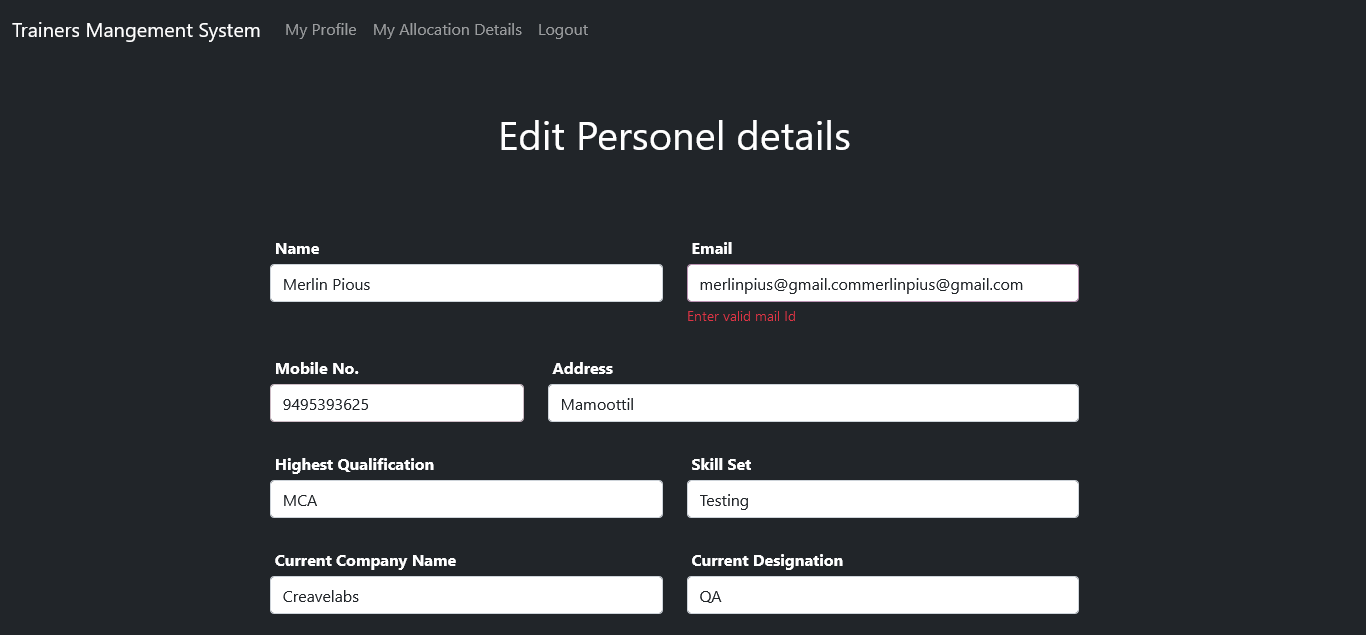 Trainers Mangement System My Profile My Allocation Details Logout
Edit Personel details
Name Email
Merlin Pious merlinpius@gmail.commerlinpius@gmail.com
Enter valid mail Id
Mobile No. Address
9495393625 Mamoottil
Highest Qualification Skill Set
MCA Testing
Current Company Name Current Designation
Creavelabs QA